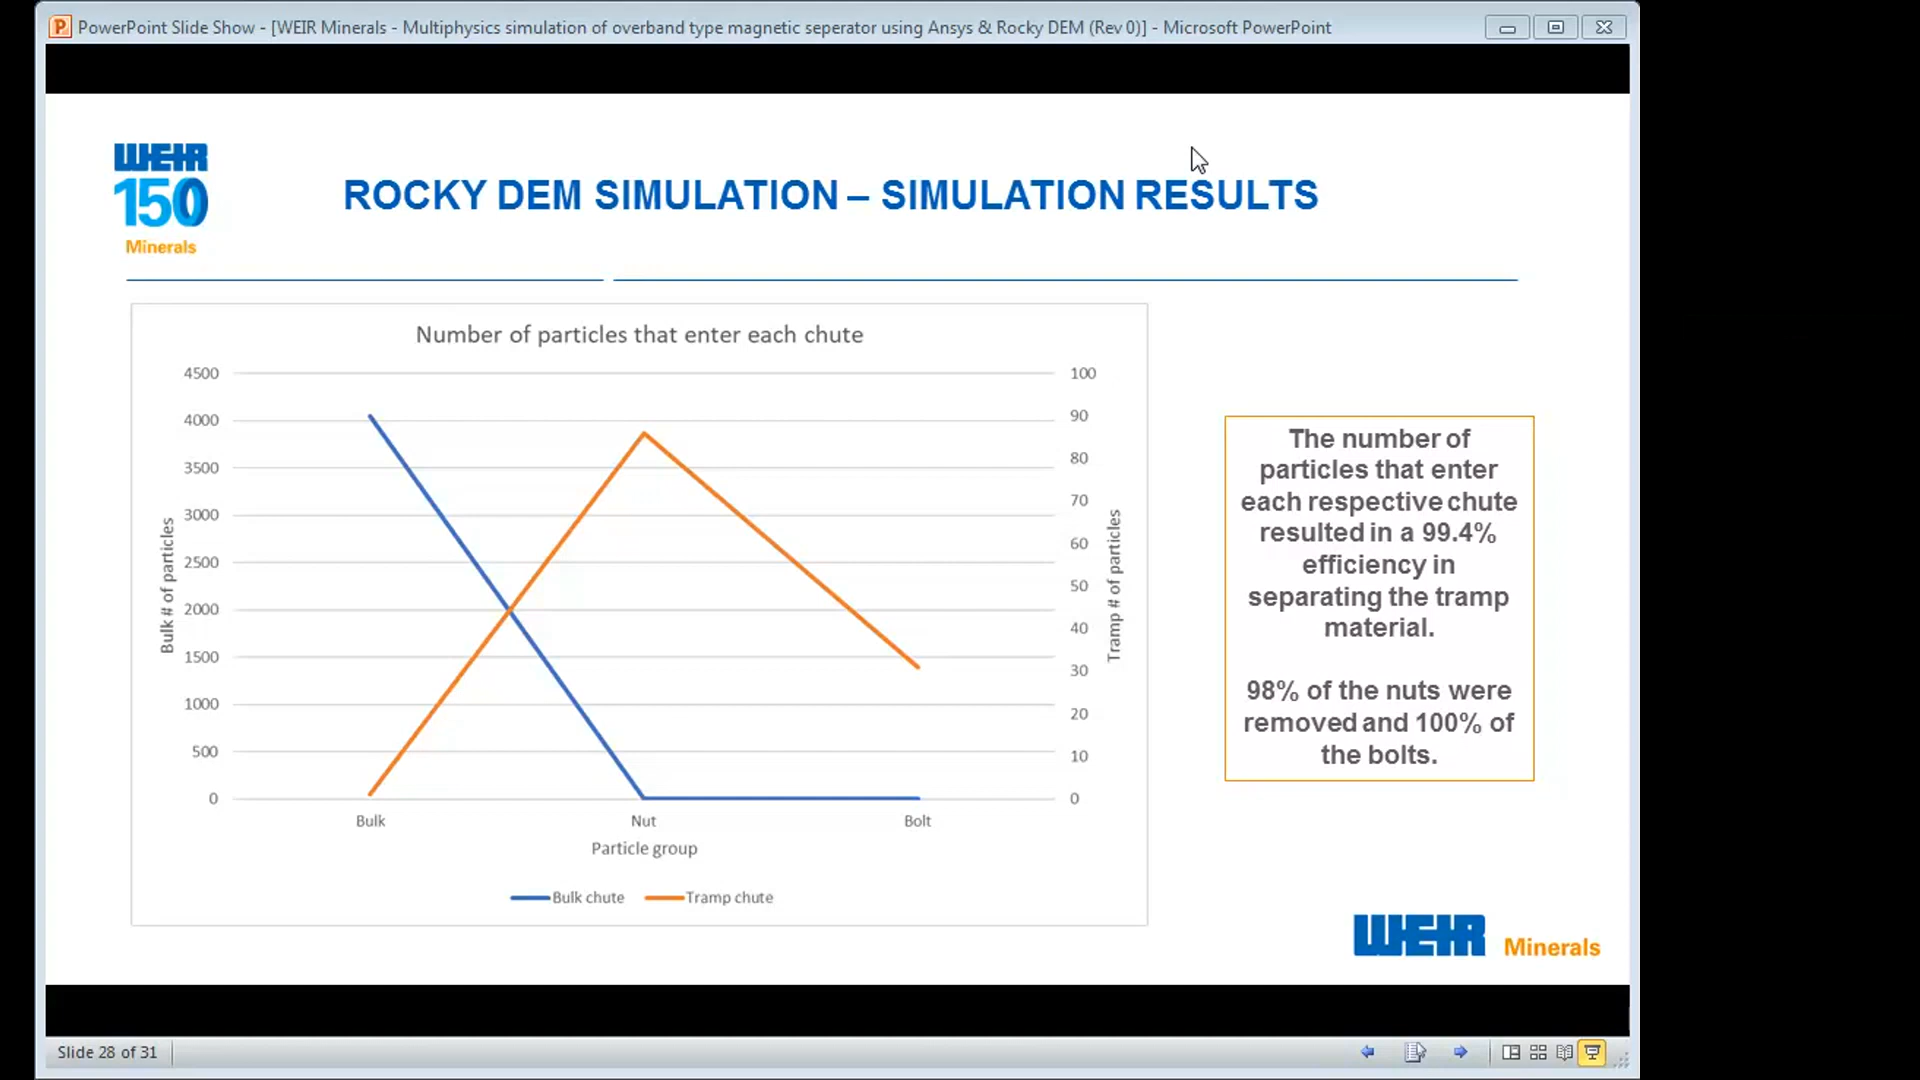 PowerPoint Slide Show - [WEIR Minerals - Multiphysics simulation of overband type magnetic seperator using Ansys & Rocky DEM (Rev 0)] - Microsoft PowerPoint
WEIR
150
Minerals
ROCKY DEM SIMULATION – SIMULATION RESULTS
Number of particles that enter each chute
4500
4000
3500
3000
2500
2000
1500
1000
500
0
Bulk # of particles
100
90
80
70
60
50
40
30
20
10
0
Tramp # of particles
Bulk
Nut
Bolt
Particle group
Bulk chute
Tramp chute
The number of
particles that enter
each respective chute
resulted in a 99.4%
efficiency in
separating the tramp
material.
98% of the nuts were
removed and 100% of
the bolts.
WEIR Minerals
Slide 28 of 31